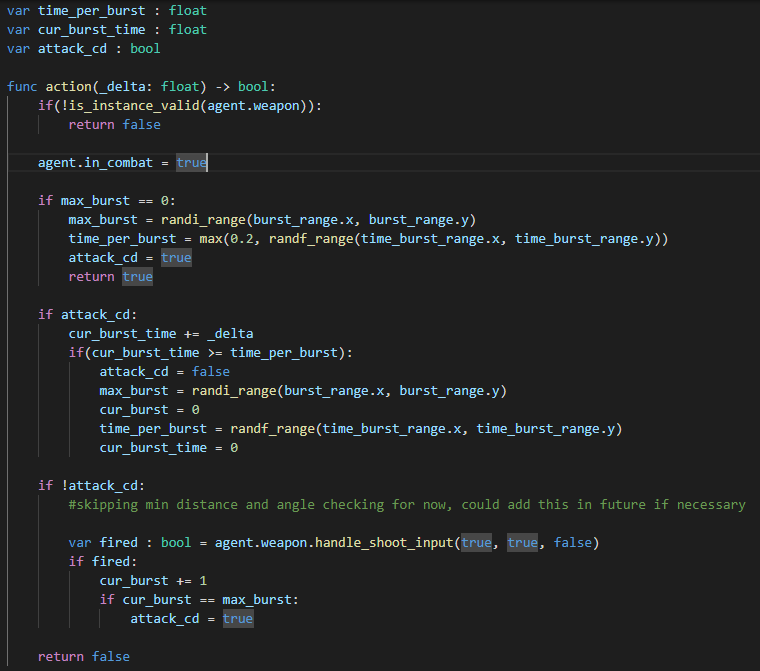 var time_per_burst : float
var cur_burst_time : float
var attack_cd : bool
func action(_delta: float) -> bool:
if(!is_instance_valid(agent.weapon)):
return false
agent.in_combat = true
if max_burst == 0:
max_burst = randi_range(burst_range.x, burst_range.y)
time_per_burst = max(0.2, randf_range(time_burst_range.x, time_burst_range.y))
attack_cd = true
return true
if attack_cd:
cur_burst_time += _delta
if(cur_burst_time >= time_per_burst):
attack_cd = false
max_burst = randi_range(burst_range.x, burst_range.y)
cur_burst = 0
time_per_burst = randf_range(time_burst_range.x, time_burst_range.y)
cur_burst_time = 0
if !attack_cd:
#skipping min distance and angle checking for now, could add this in future if necessary
var fired : bool = agent.weapon.handle_shoot_input(true, true, false)
if fired:
cur_burst += 1
if cur_burst == max_burst:
attack_cd = true
return false